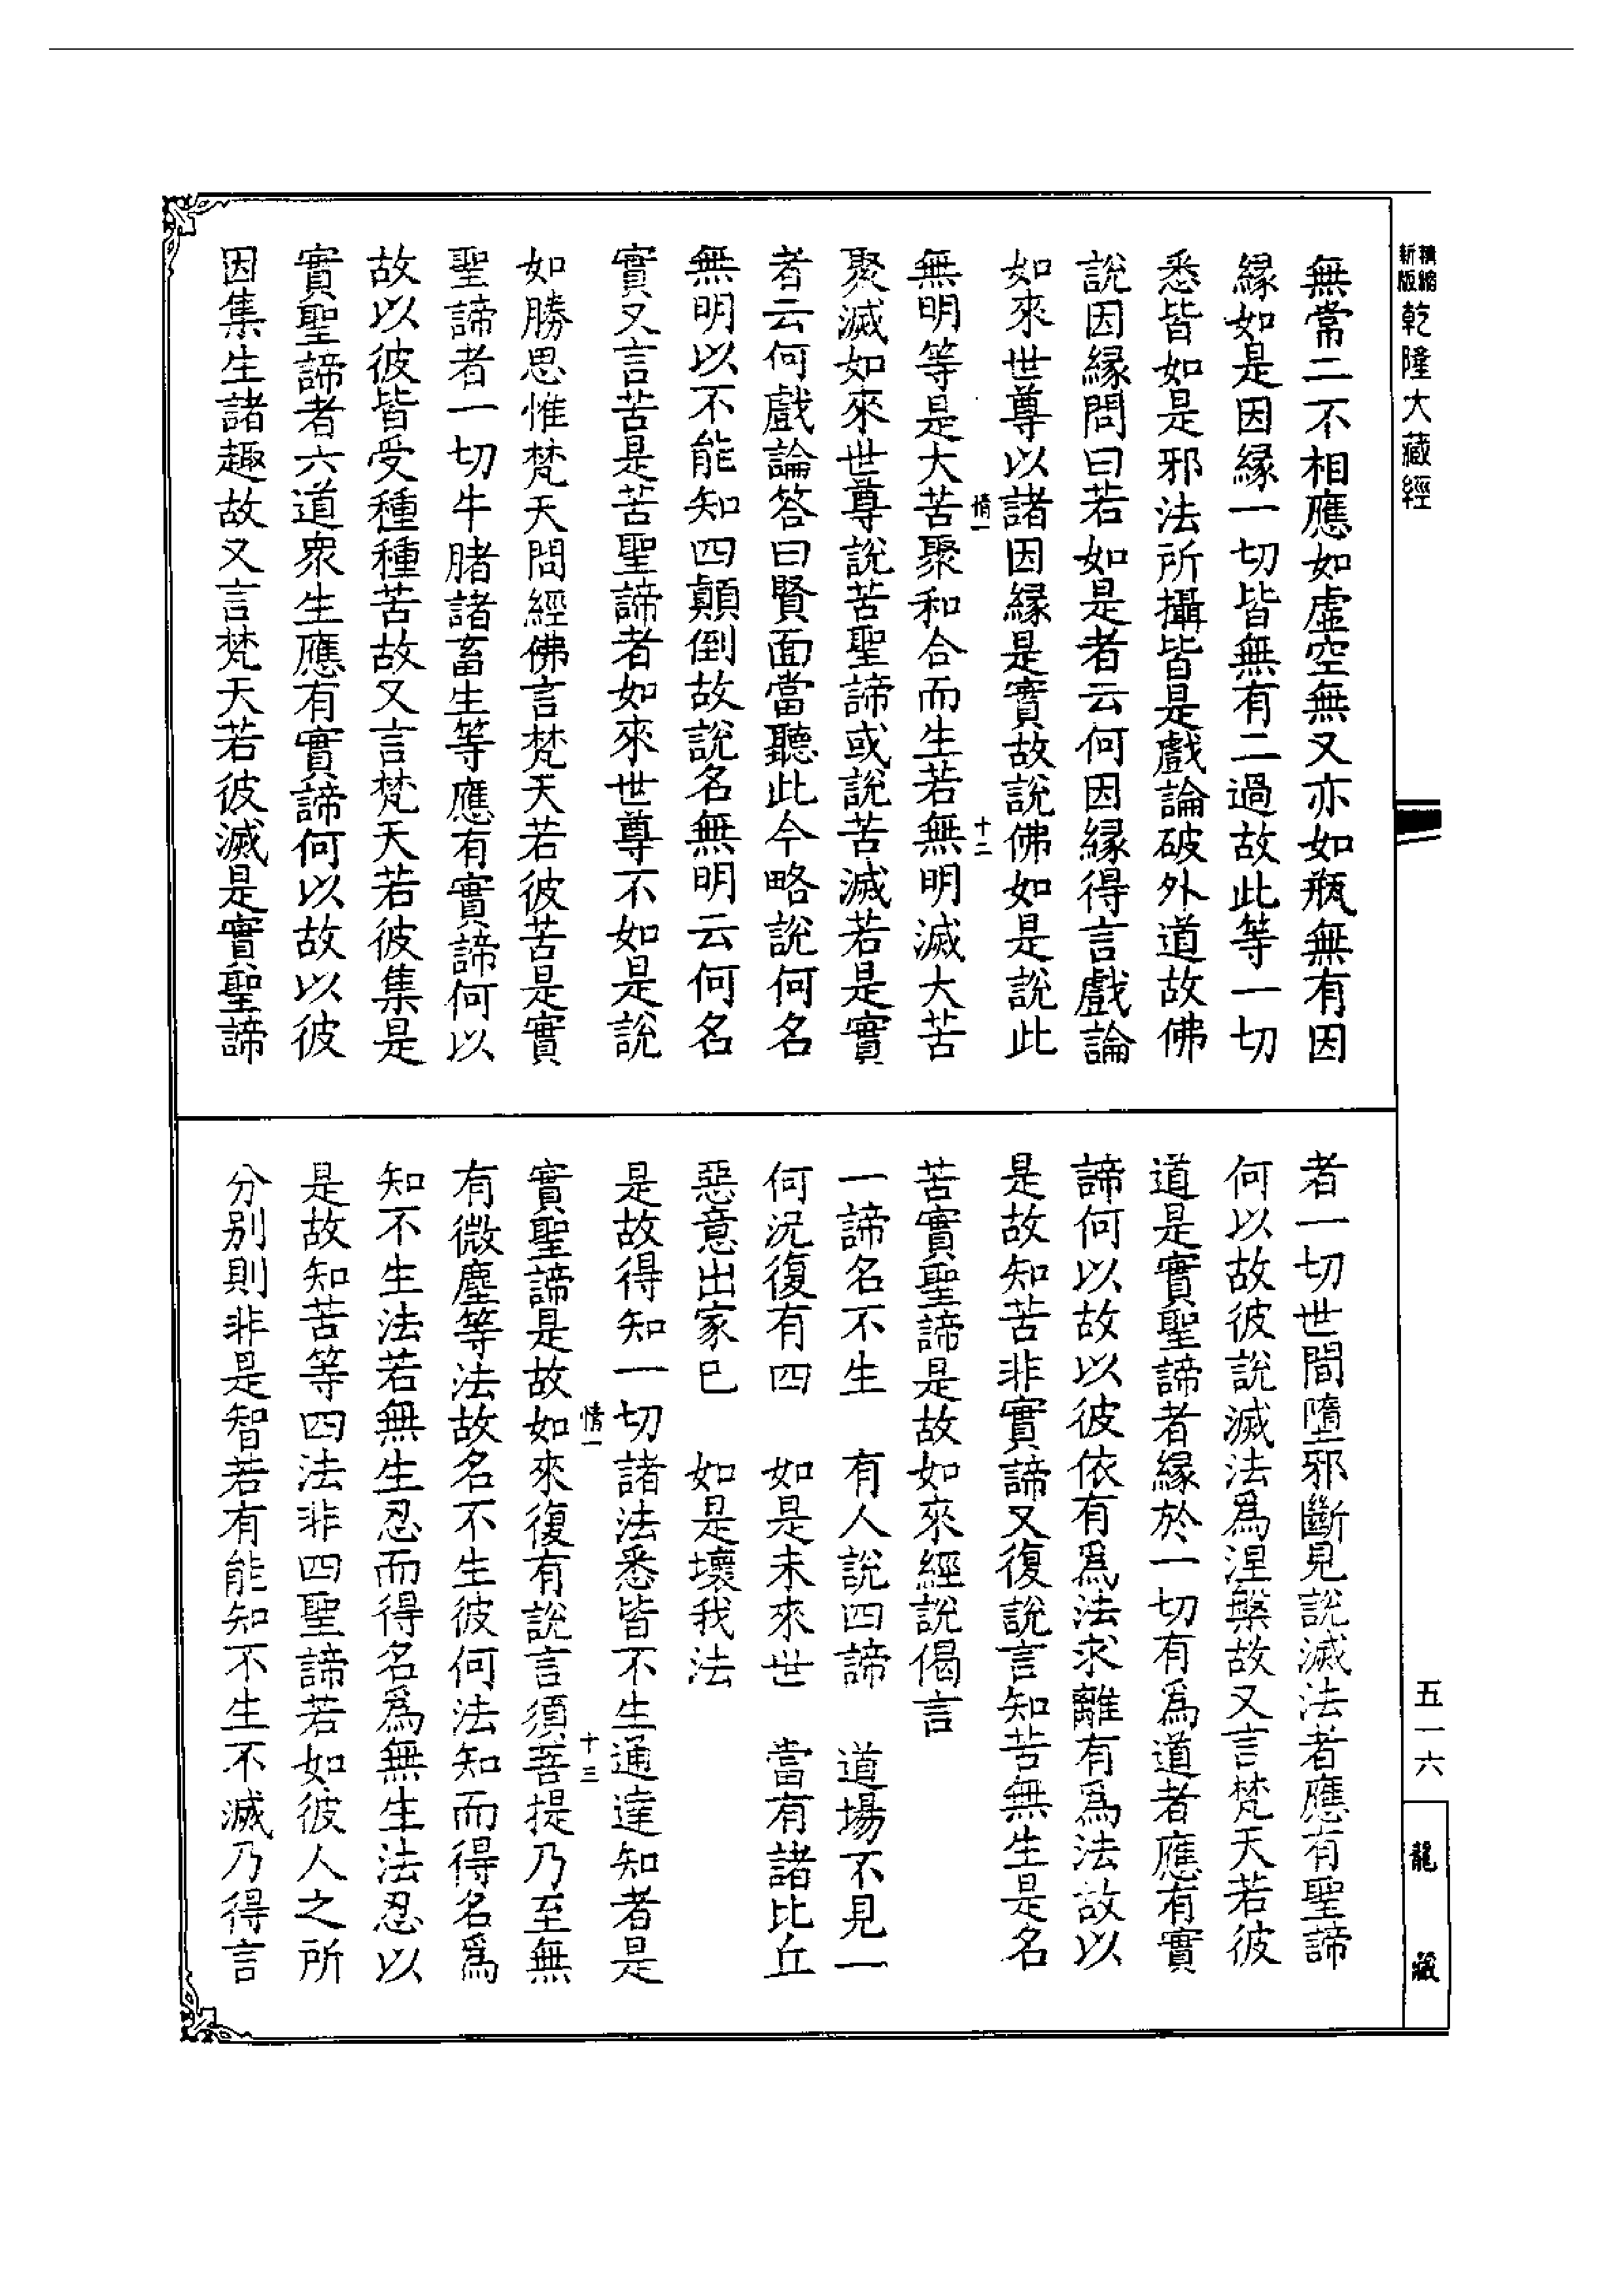 精縮新版 乾隆大藏經
無常二不相應如虛空無又亦如瓶無有因
緣如是因緣一切皆無有二過故此等一切
悉皆如是邪法所攝皆是戲論破外道故佛
說因緣問曰若如是者云何因緣得言戲論
如來世尊以諸因緣是實故說佛如是說此
情一 十二
無明等是大苦聚和合而生若無明滅大苦
聚滅如來世尊說苦聖諦或說苦滅若是實
者云何戲論答曰賢面當聽此今略說何名
無明以不能知四顛倒故說名無明云何名
實又言苦是苦聖諦者如來世尊不如是說
如勝思惟梵天問經佛言梵天若彼苦是實
聖諦者一切牛腊諸畜生等應有實諦何以
故以彼皆受種種苦故又言梵天若彼集是
實聖諦者六道衆生應有實諦何以故以彼
因集生諸趣故又言梵天若彼滅是實聖諦
者一切世間墮邪斷見說滅法者應有聖諦
何以故彼說滅法爲涅槃故又言梵天若彼
道是實聖諦者緣於一切有爲道者應有實
諦何以故以彼依有爲法求離有爲法故以
是故知苦非實諦又復說言知苦無生是名
苦實聖諦是故如來經說偈言
一諦名不生 有人說四諦 道場不見一
何況復有四 如是未來世 當有諸比丘
惡意出家已 如是壞我法
是故得知一切諸法悉皆不生通達知者是
情一 十三
實聖諦是故如來復有說言須菩提乃至無
有微塵等法故名不生彼何法知而得名爲
知不生法若無生忍而得名爲無生法忍以
是故知苦等四法非四聖諦若如彼人之所
分别則非是智若有能知不生不滅乃得言
五一六
龍藏